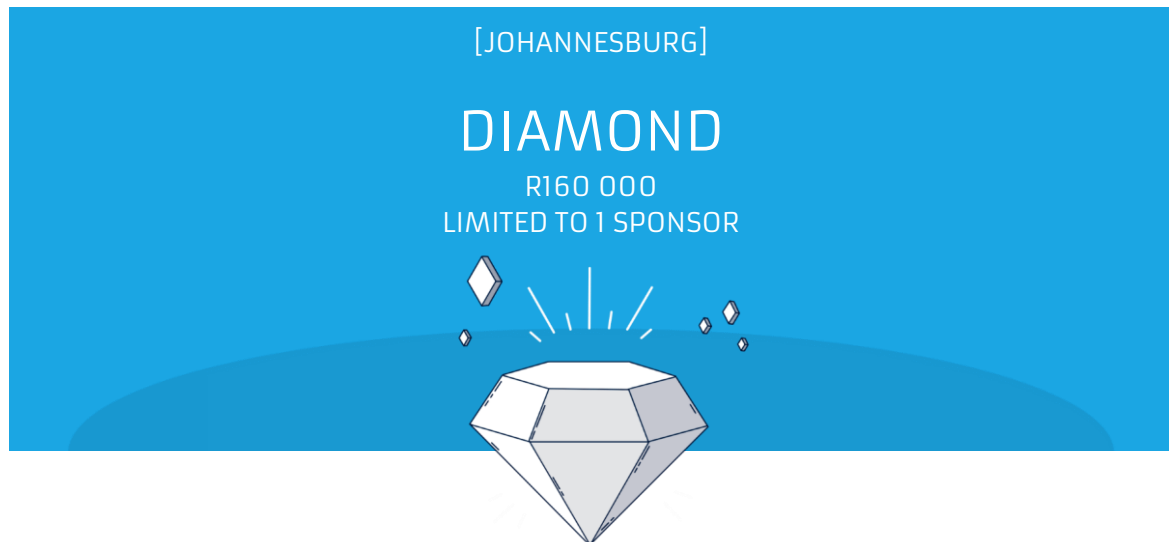 [JOHANNESBURG]
DIAMOND
R160 000
LIMITED TO 1 SPONSOR